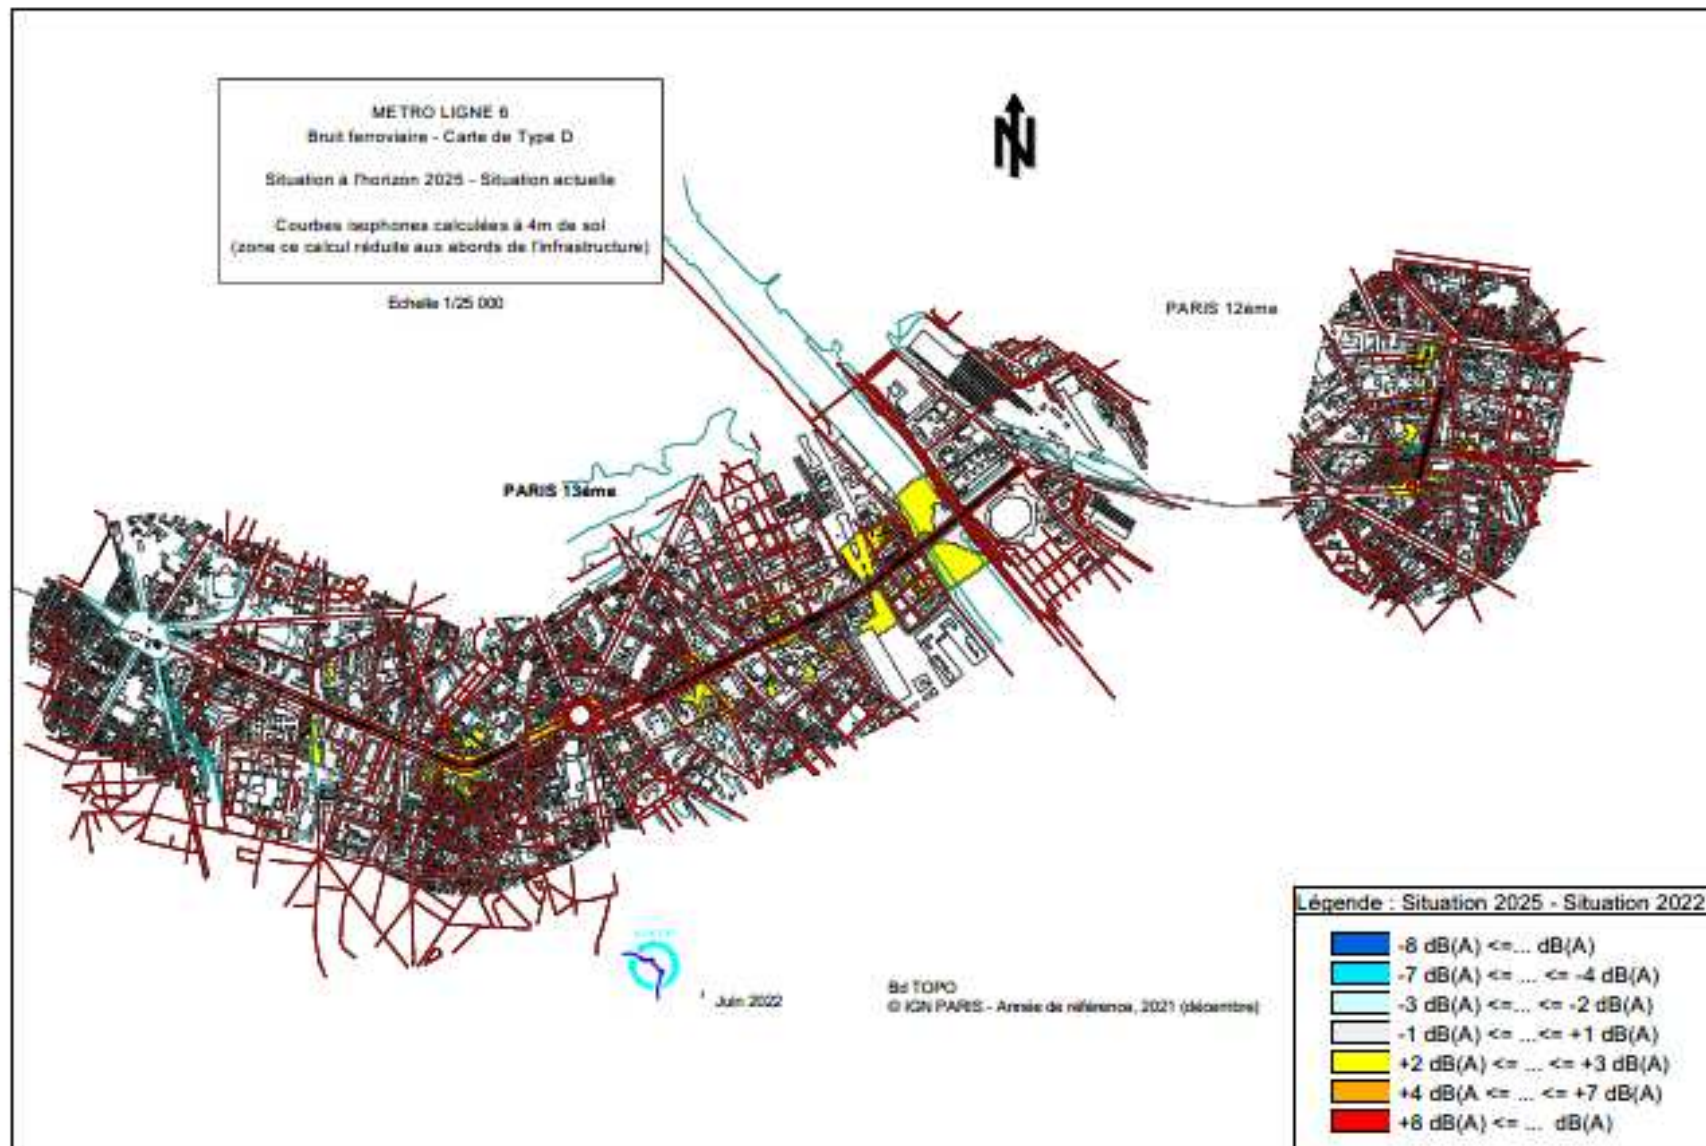 METRO LIGNE 6
Bruit ferroviaire - Carte de Type D
Situation à l'horizon 2025 - Situation actuelle
Courbes isophones calculées à 4m de sol
(zone ce calcul réduite aux abords de l'infrastructure)
Echelle 1/25 000
N
PARIS 12ème
PARIS 13ème
Juin 2022
Bd TOPO
© IGN PARIS - Année de référence, 2021 (décembre)
Légende : Situation 2025 - Situation 2022
-8 dB(A) <=... dB(A)
-7 dB(A) <= ... <= -4 dB(A)
-3 dB(A) <=... <= -2 dB(A)
-1 dB(A) <= ...<= +1 dB(A)
+2 dB(A) <= ... <= +3 dB(A)
+4 dB(A <= ... <= +7 dB(A)
+8 dB(A) <= ... dB(A)